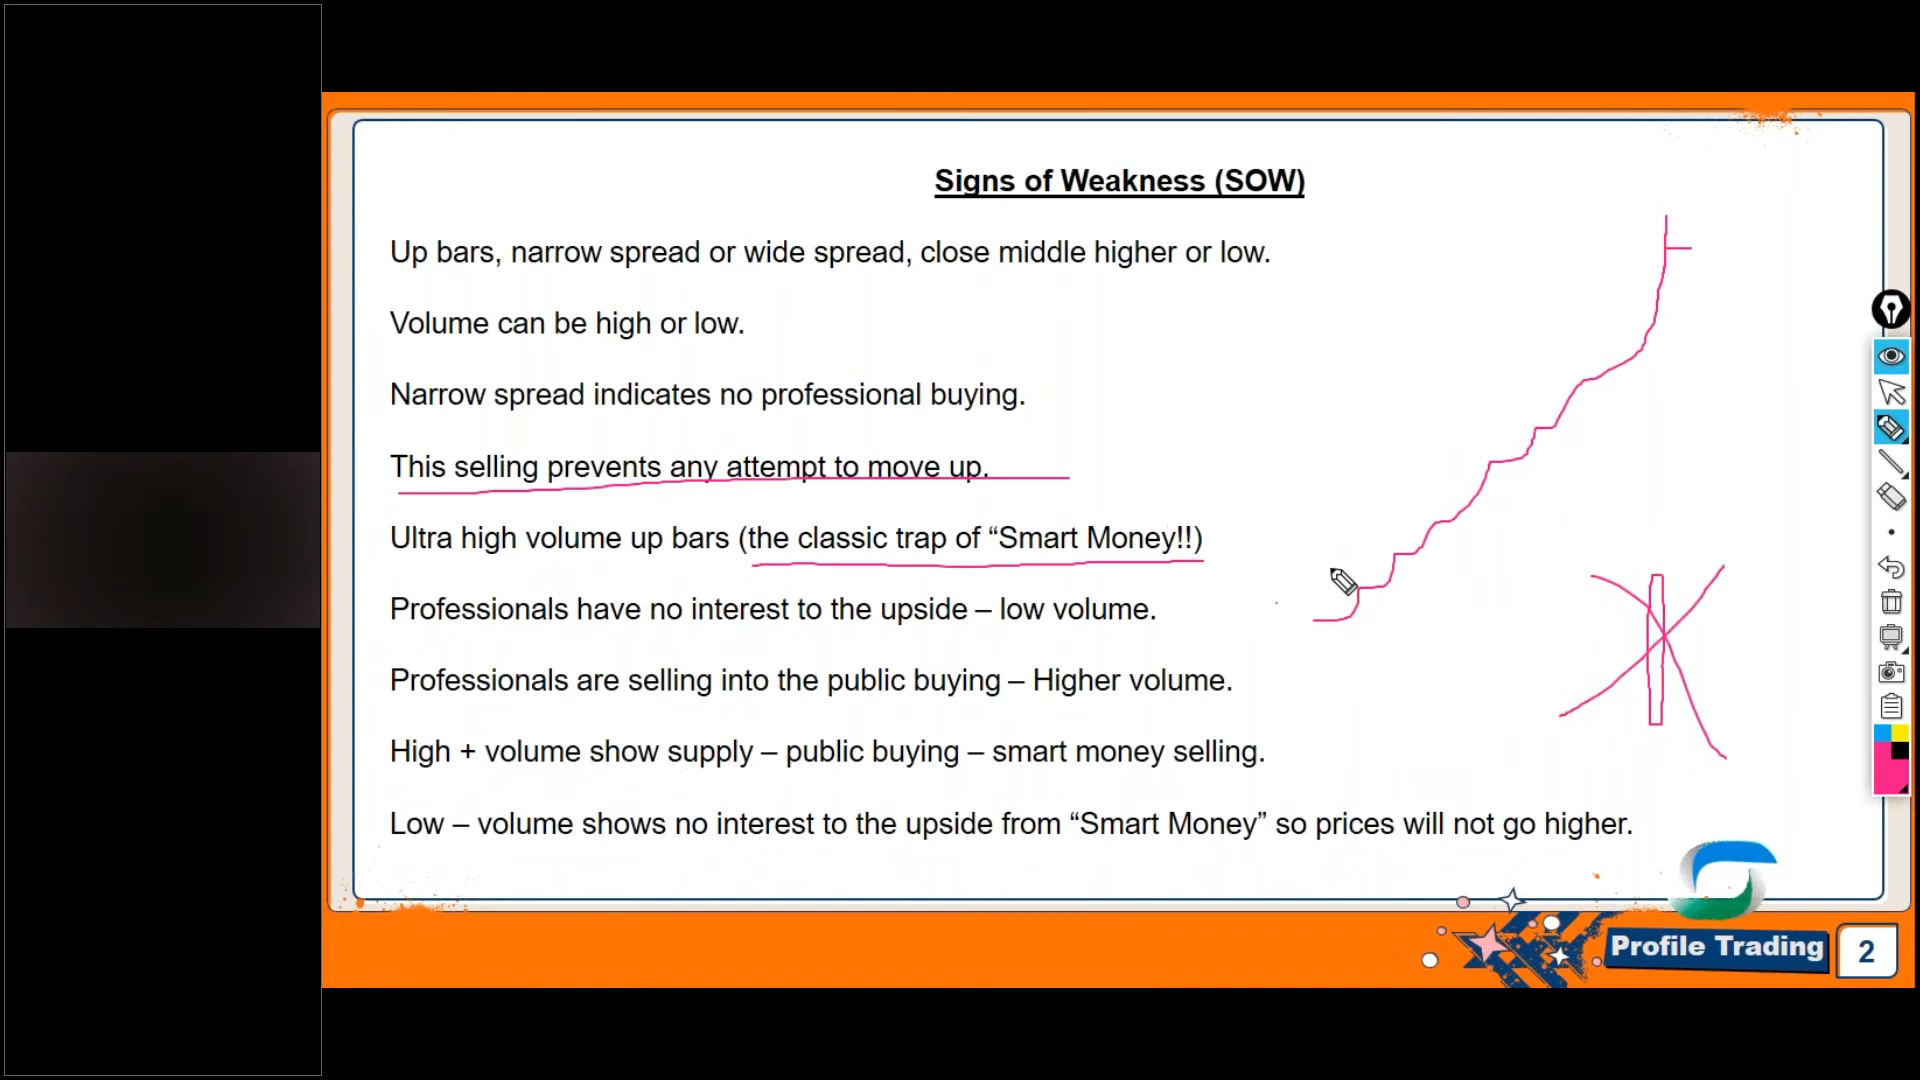 Signs of Weakness (SOW)
Up bars, narrow spread or wide spread, close middle higher or low.
Volume can be high or low.
Narrow spread indicates no professional buying.
This selling prevents any attempt to move up.
Ultra high volume up bars (the classic trap of “Smart Money!!)
Professionals have no interest to the upside – low volume.
Professionals are selling into the public buying – Higher volume.
High + volume show supply – public buying – smart money selling.
Low – volume shows no interest to the upside from “Smart Money” so prices will not go higher.
Profile Trading
2